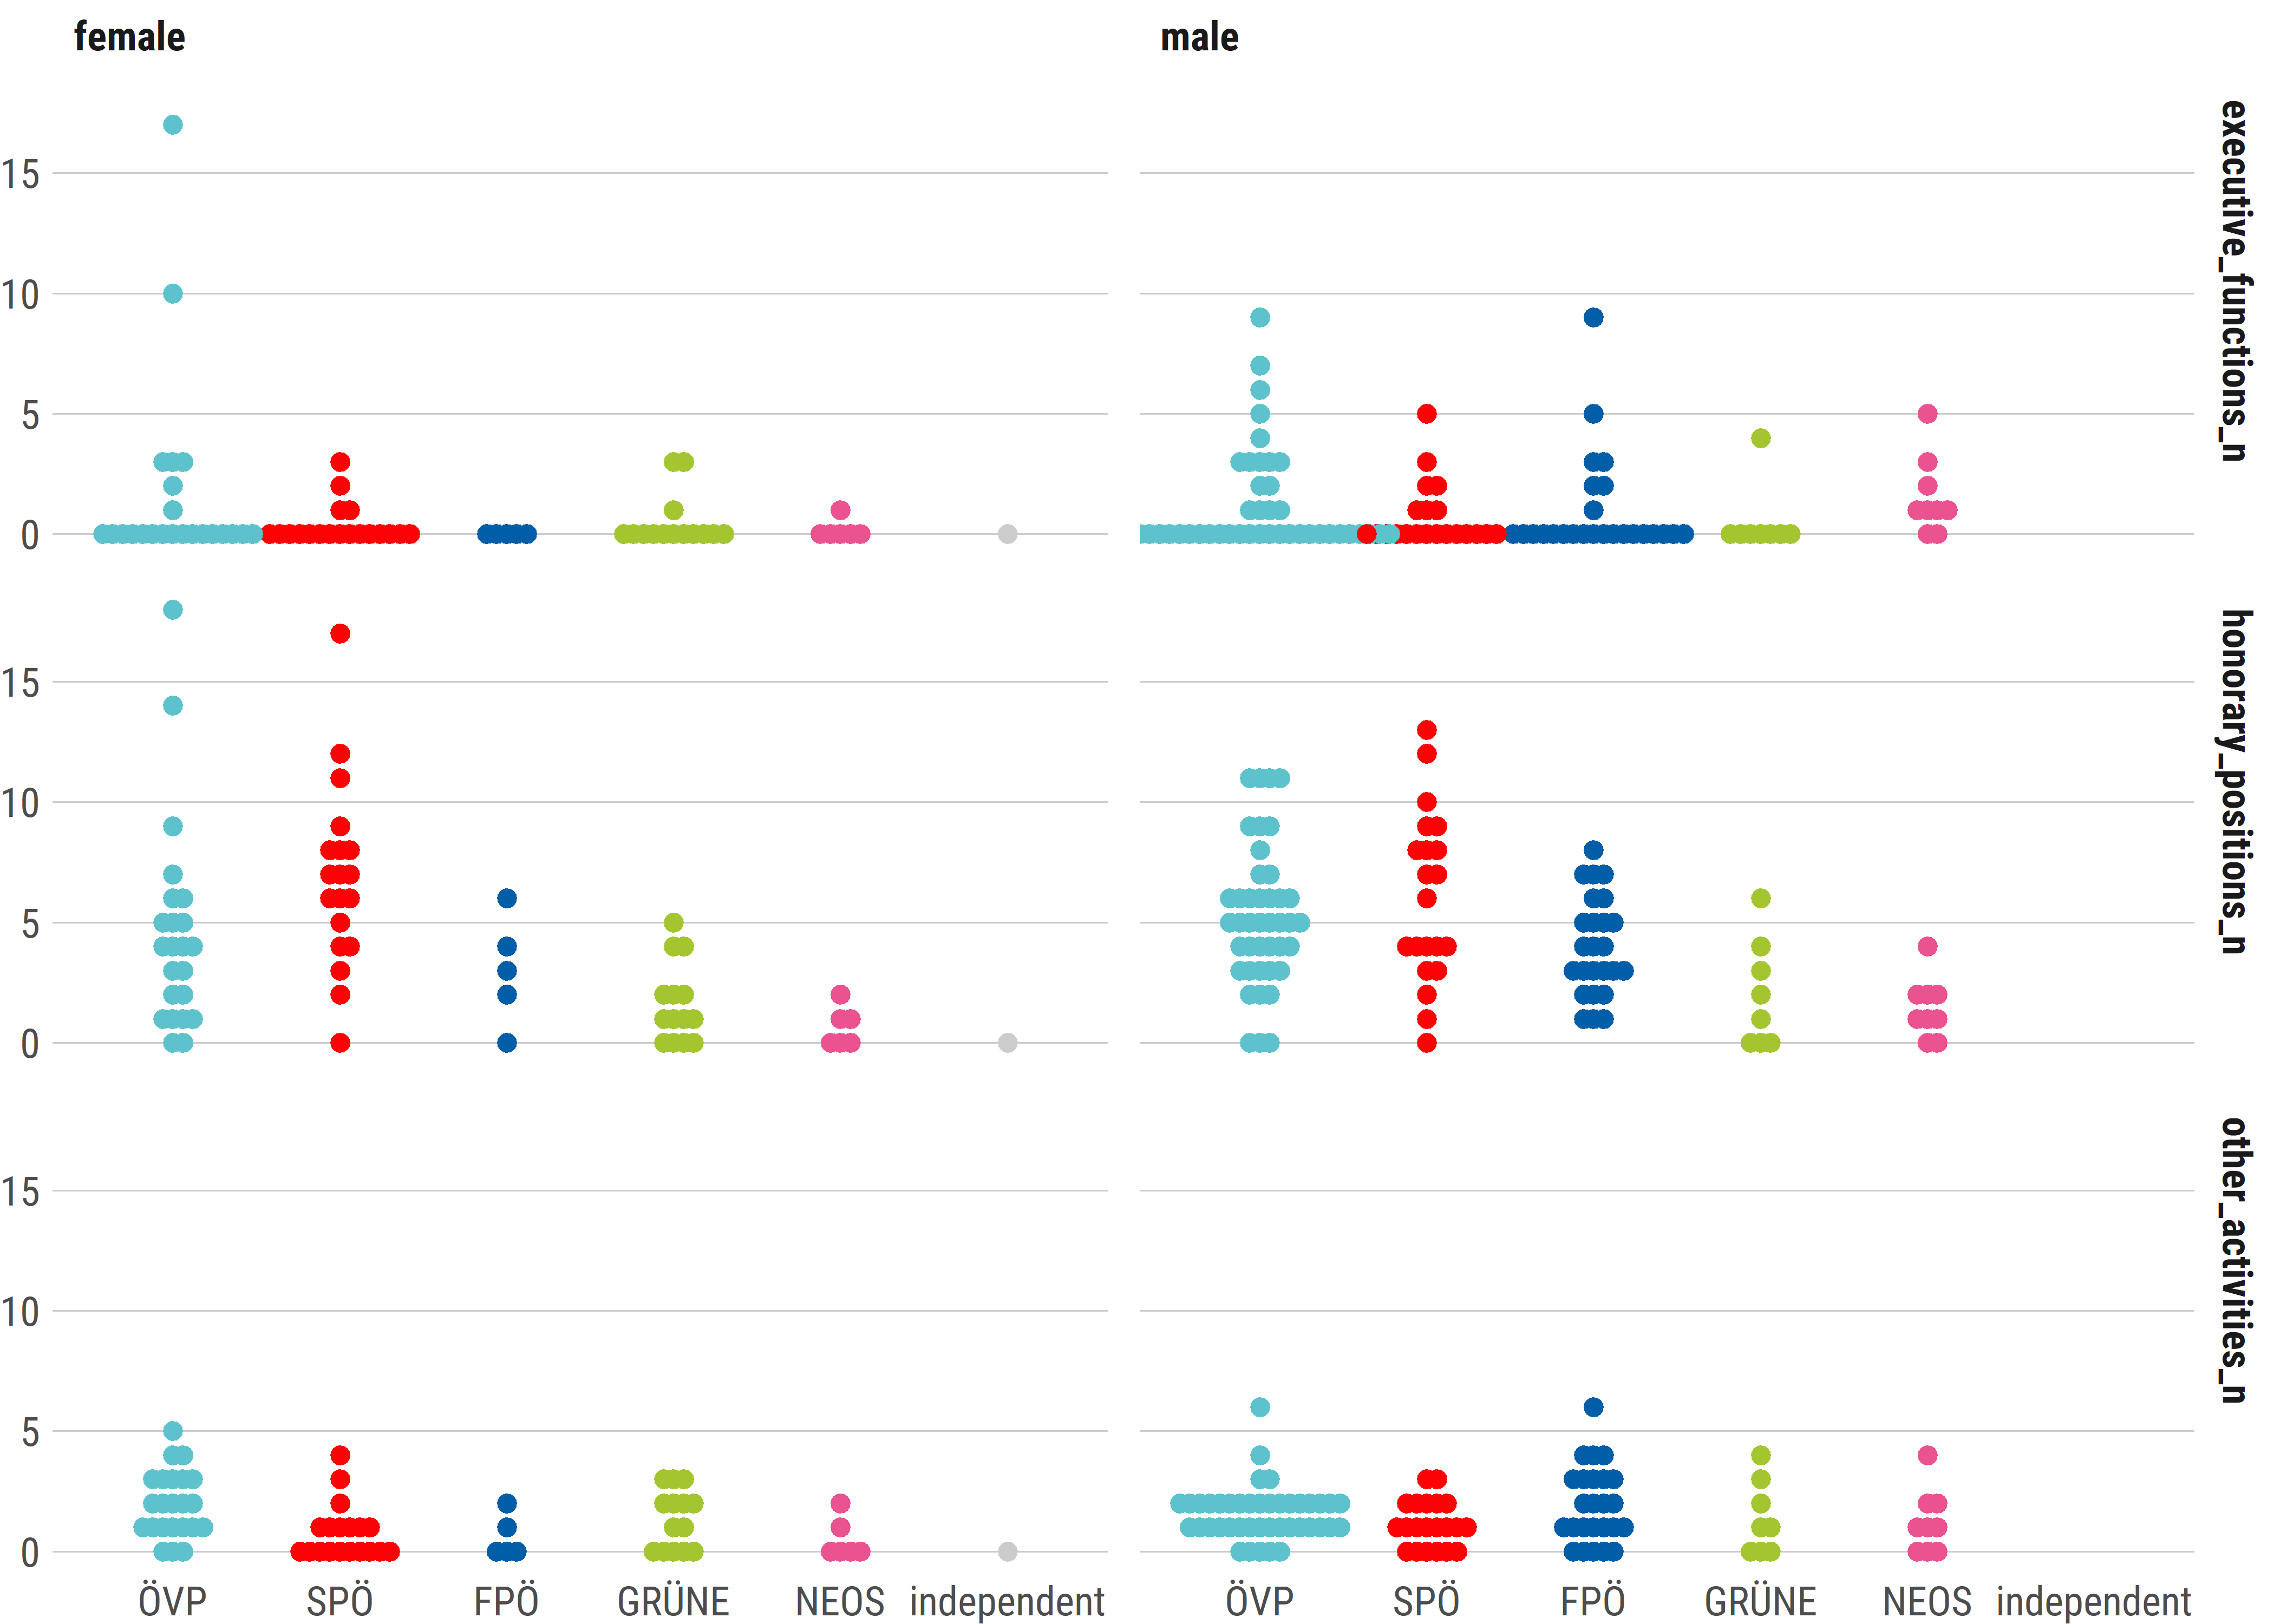 female male
executive_functions_n
15
10
5
0
honorary_positions_n
15
10
5
0
other_activities_n
15
10
5
0
ÖVP SPÖ FPÖ GRÜNE NEOS independent ÖVP SPÖ FPÖ GRÜNE NEOS independent